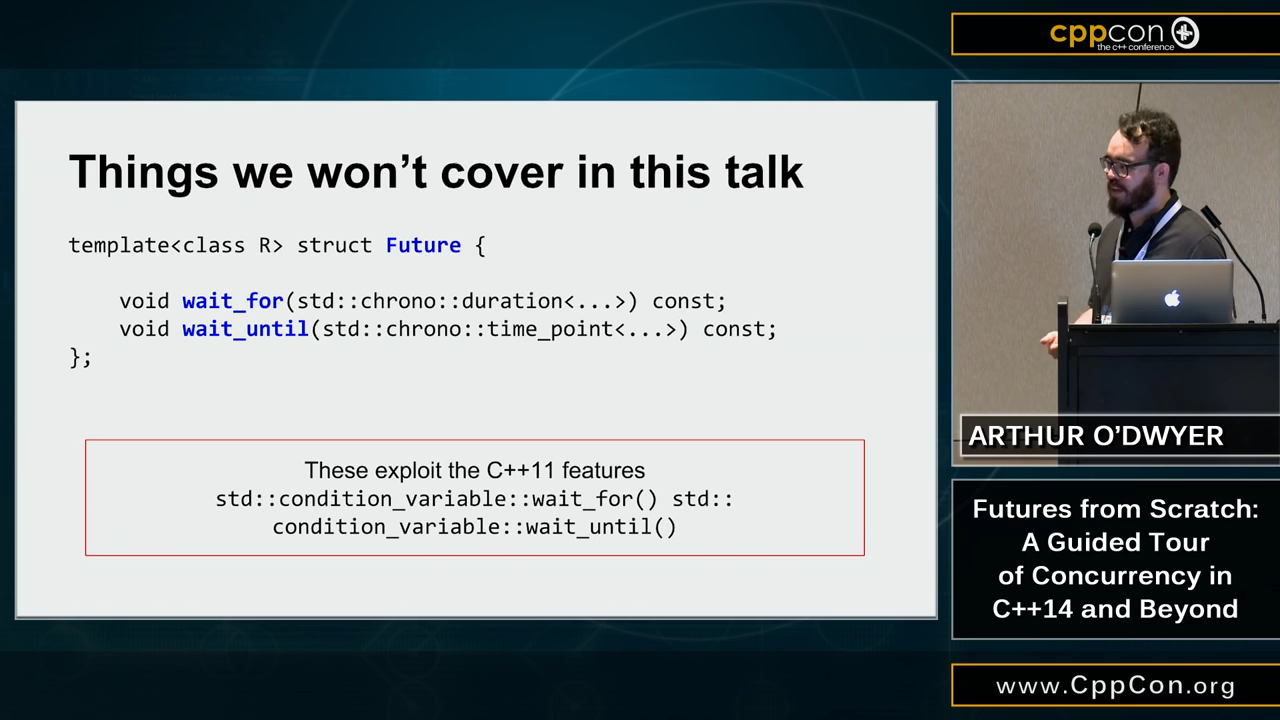 Things we won’t cover in this talk
template<class R> struct Future {
void wait_for(std::chrono::duration<...>) const;
void wait_until(std::chrono::time_point<...>) const;
};
These exploit the C++11 features
std::condition_variable::wait_for() std::
condition_variable::wait_until()
cppcon
the c++ conference
ARTHUR O’DWYER
Futures from Scratch:
A Guided Tour
of Concurrency in
C++14 and Beyond
www.CppCon.org